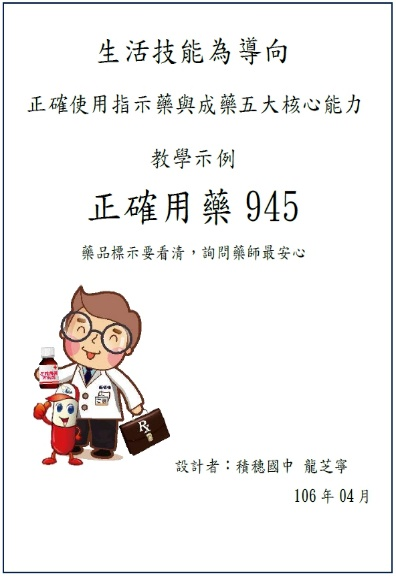 生活技能為導向
正確使用指示藥與成藥五大核心能力
教學示例
正確用藥 945
藥品標示要看清，詢問藥師最安心
Rx
設計者：積穗國中 龍芝寧
106 年 04 月